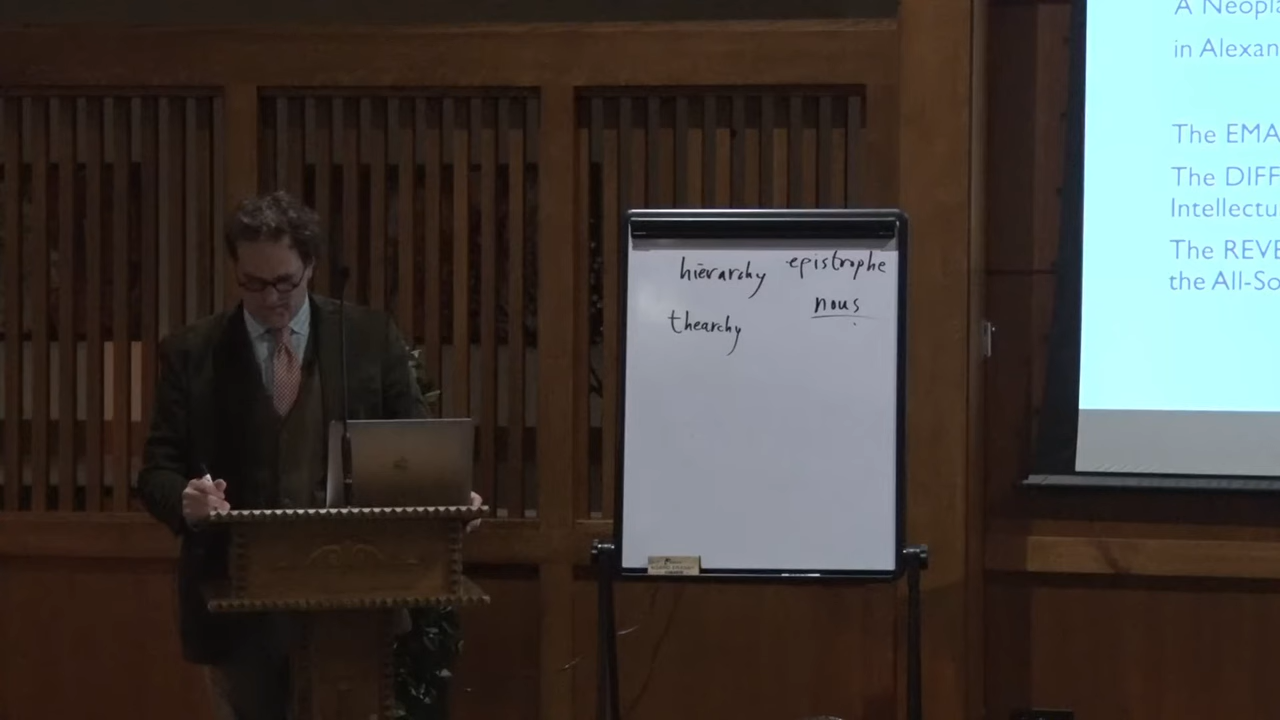 hierarchy epistrophe
nous
thearchy
A Neopla
in Alexan
The EMA
The DIFF
Intellectu
The REVE
the All-So